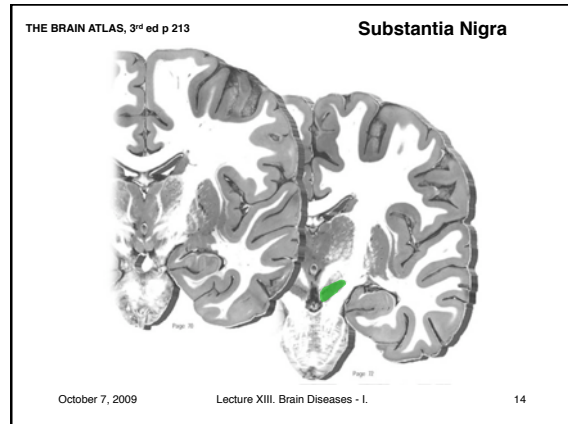 THE BRAIN ATLAS, 3rd ed p 213
Substantia Nigra
Page 70
Page 72
October 7, 2009
Lecture XIII. Brain Diseases - I.
14